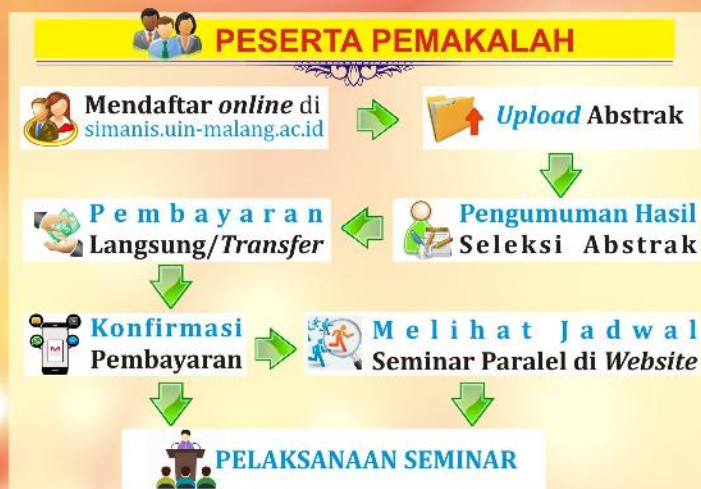 PESERTA PEMAKALAH
Mendaftar online di
simanis.uin-malang.ac.id
Upload Abstrak
Pengumuman Hasil
Seleksi Abstrak
Pembayaran
Langsung/Transfer
Konfirmasi
Pembayaran
Melihat Jadwal
Seminar Paralel di Website
PELAKSANAAN SEMINAR